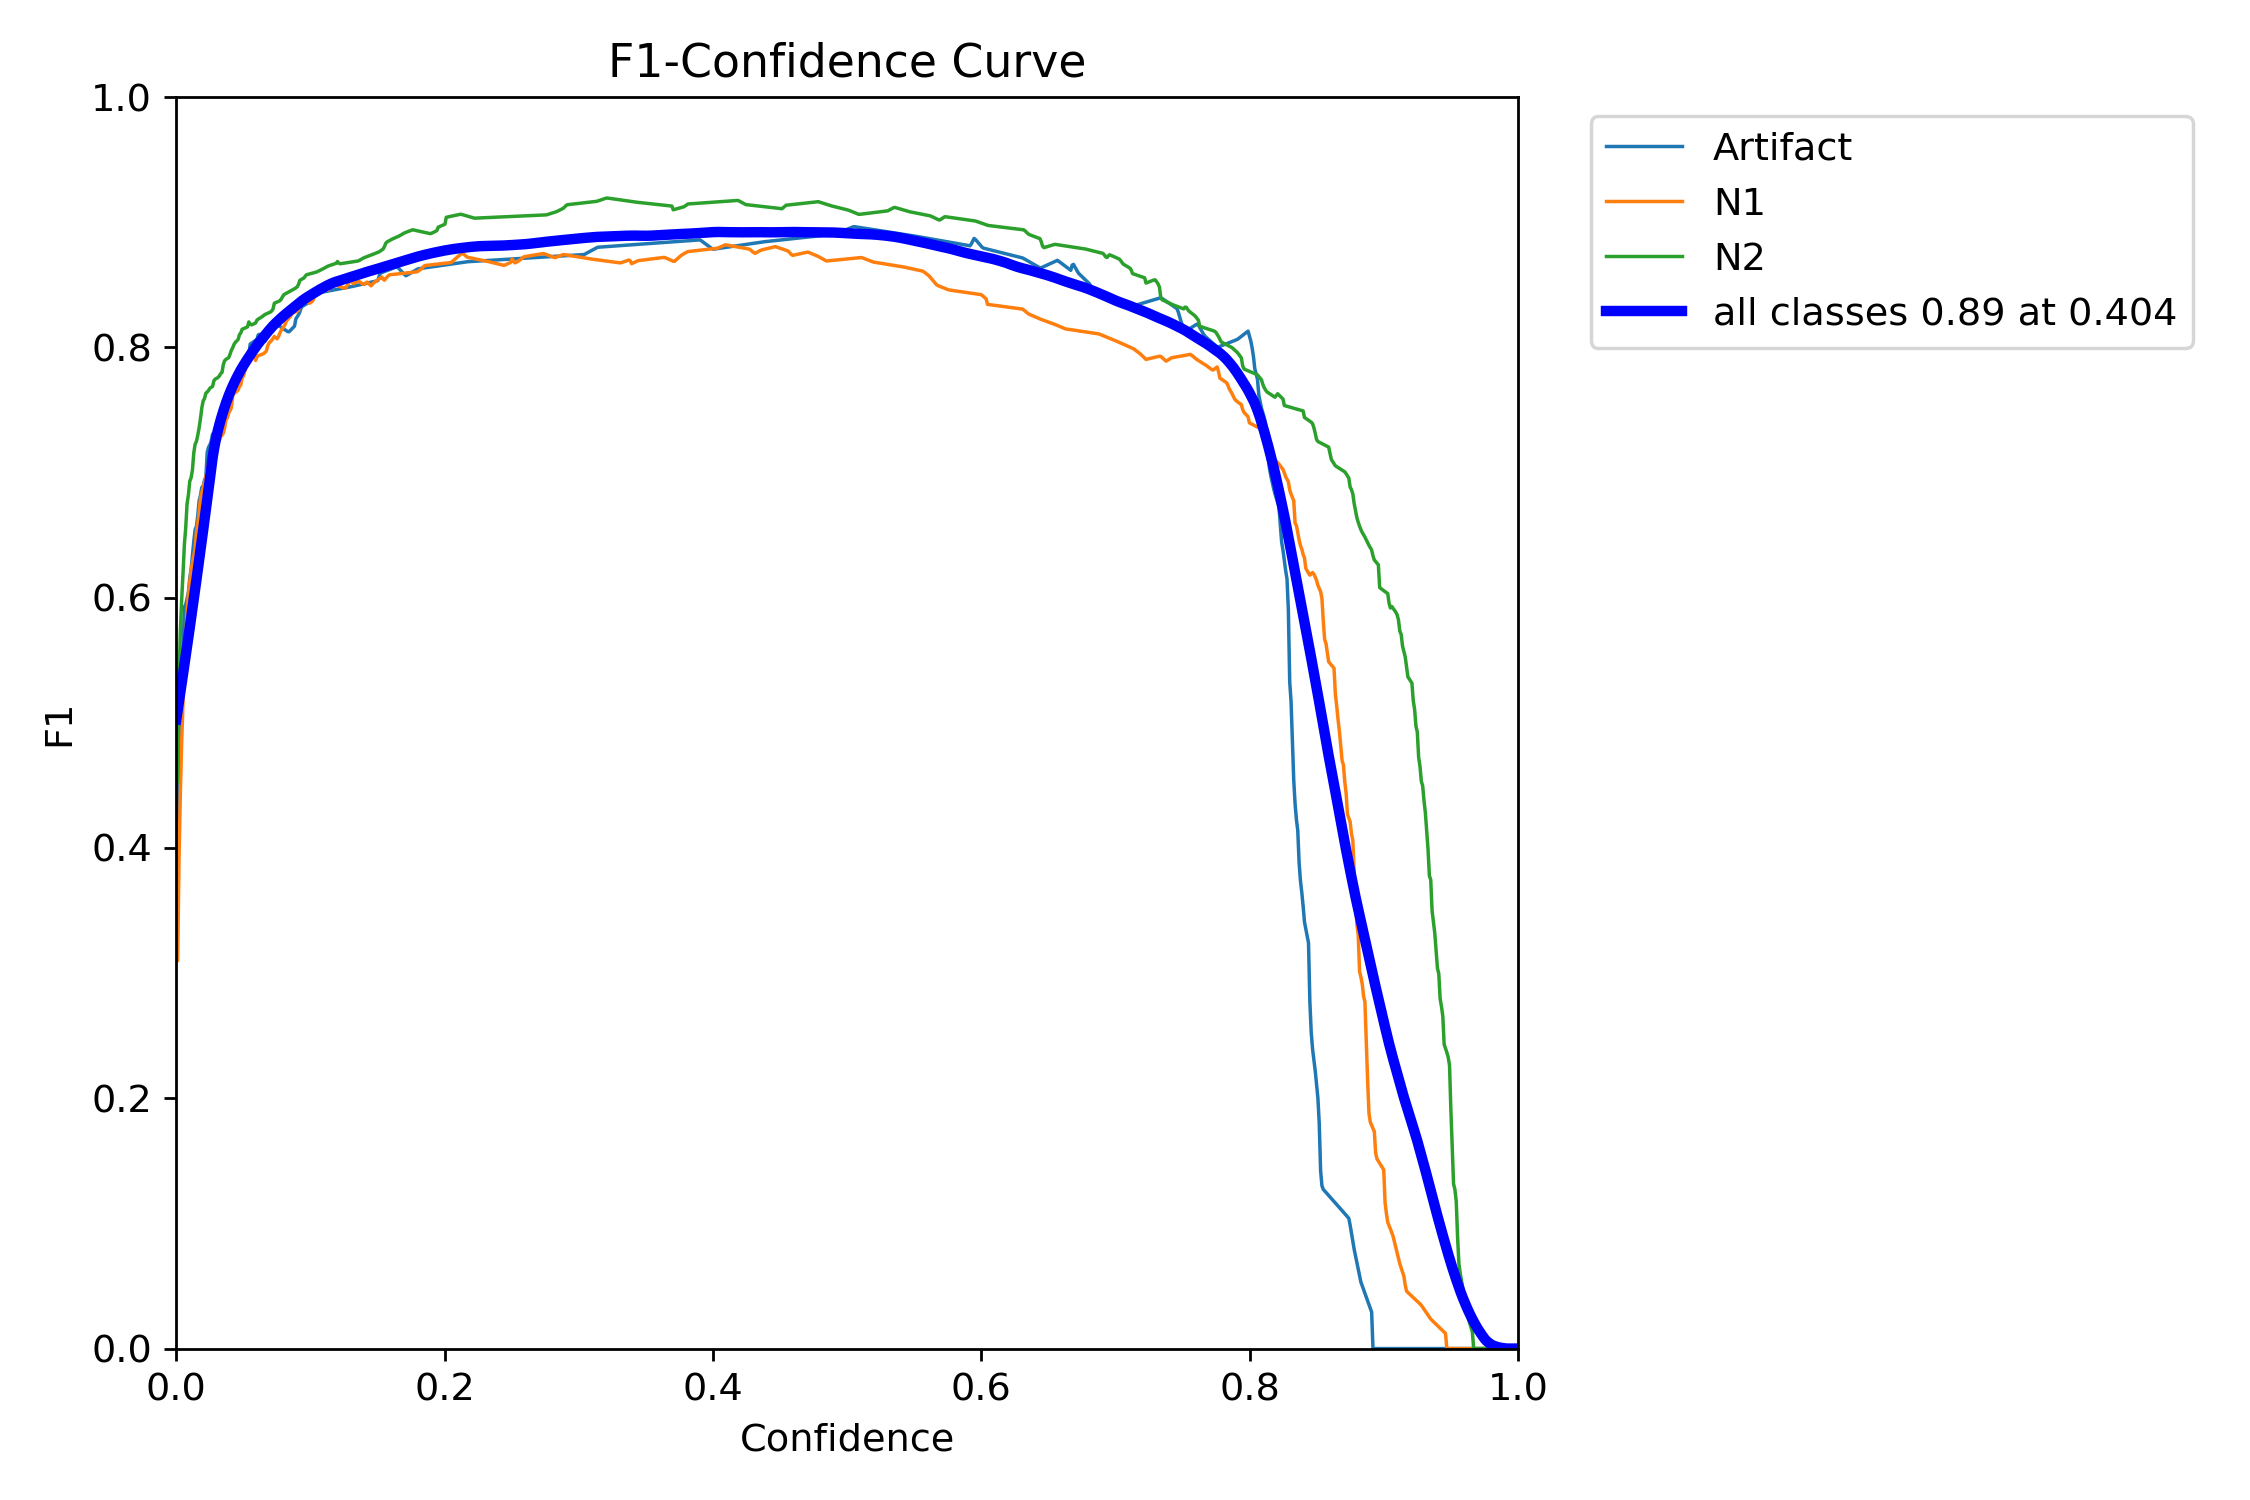 F1-Confidence Curve
1.0
0.8
0.6
0.4
0.2
0.0
F1
0.0 0.2 0.4 0.6 0.8 1.0
Confidence
Artifact
N1
N2
all classes 0.89 at 0.404